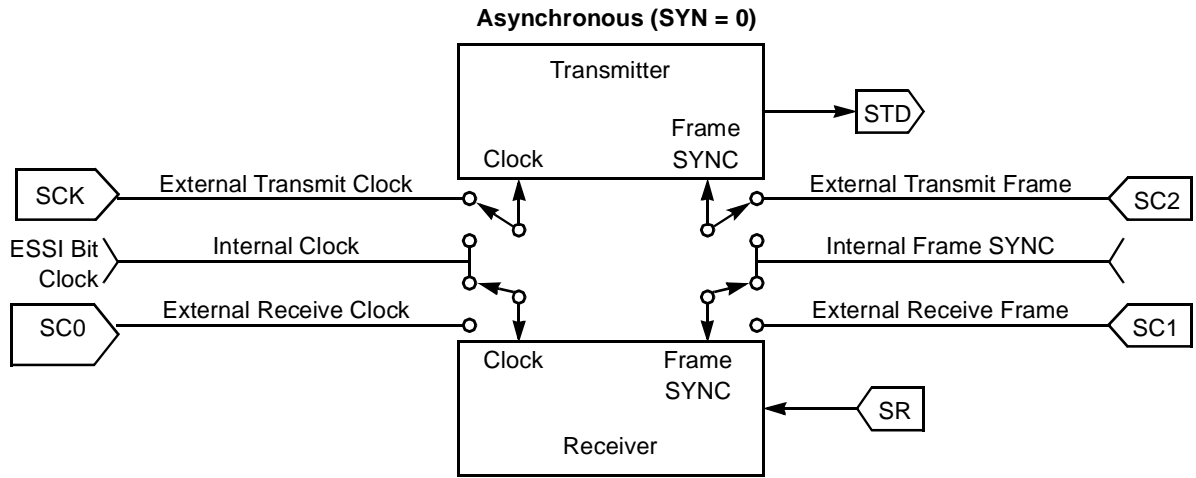 Asynchronous (SYN = 0)
Transmitter
STD
Frame
SYNC
Clock
SCK
External Transmit Clock
External Transmit Frame
SC2
ESSI Bit
Clock
Internal Clock
Internal Frame SYNC
SC0
External Receive Clock
External Receive Frame
SC1
Clock
Frame
SYNC
SR
Receiver